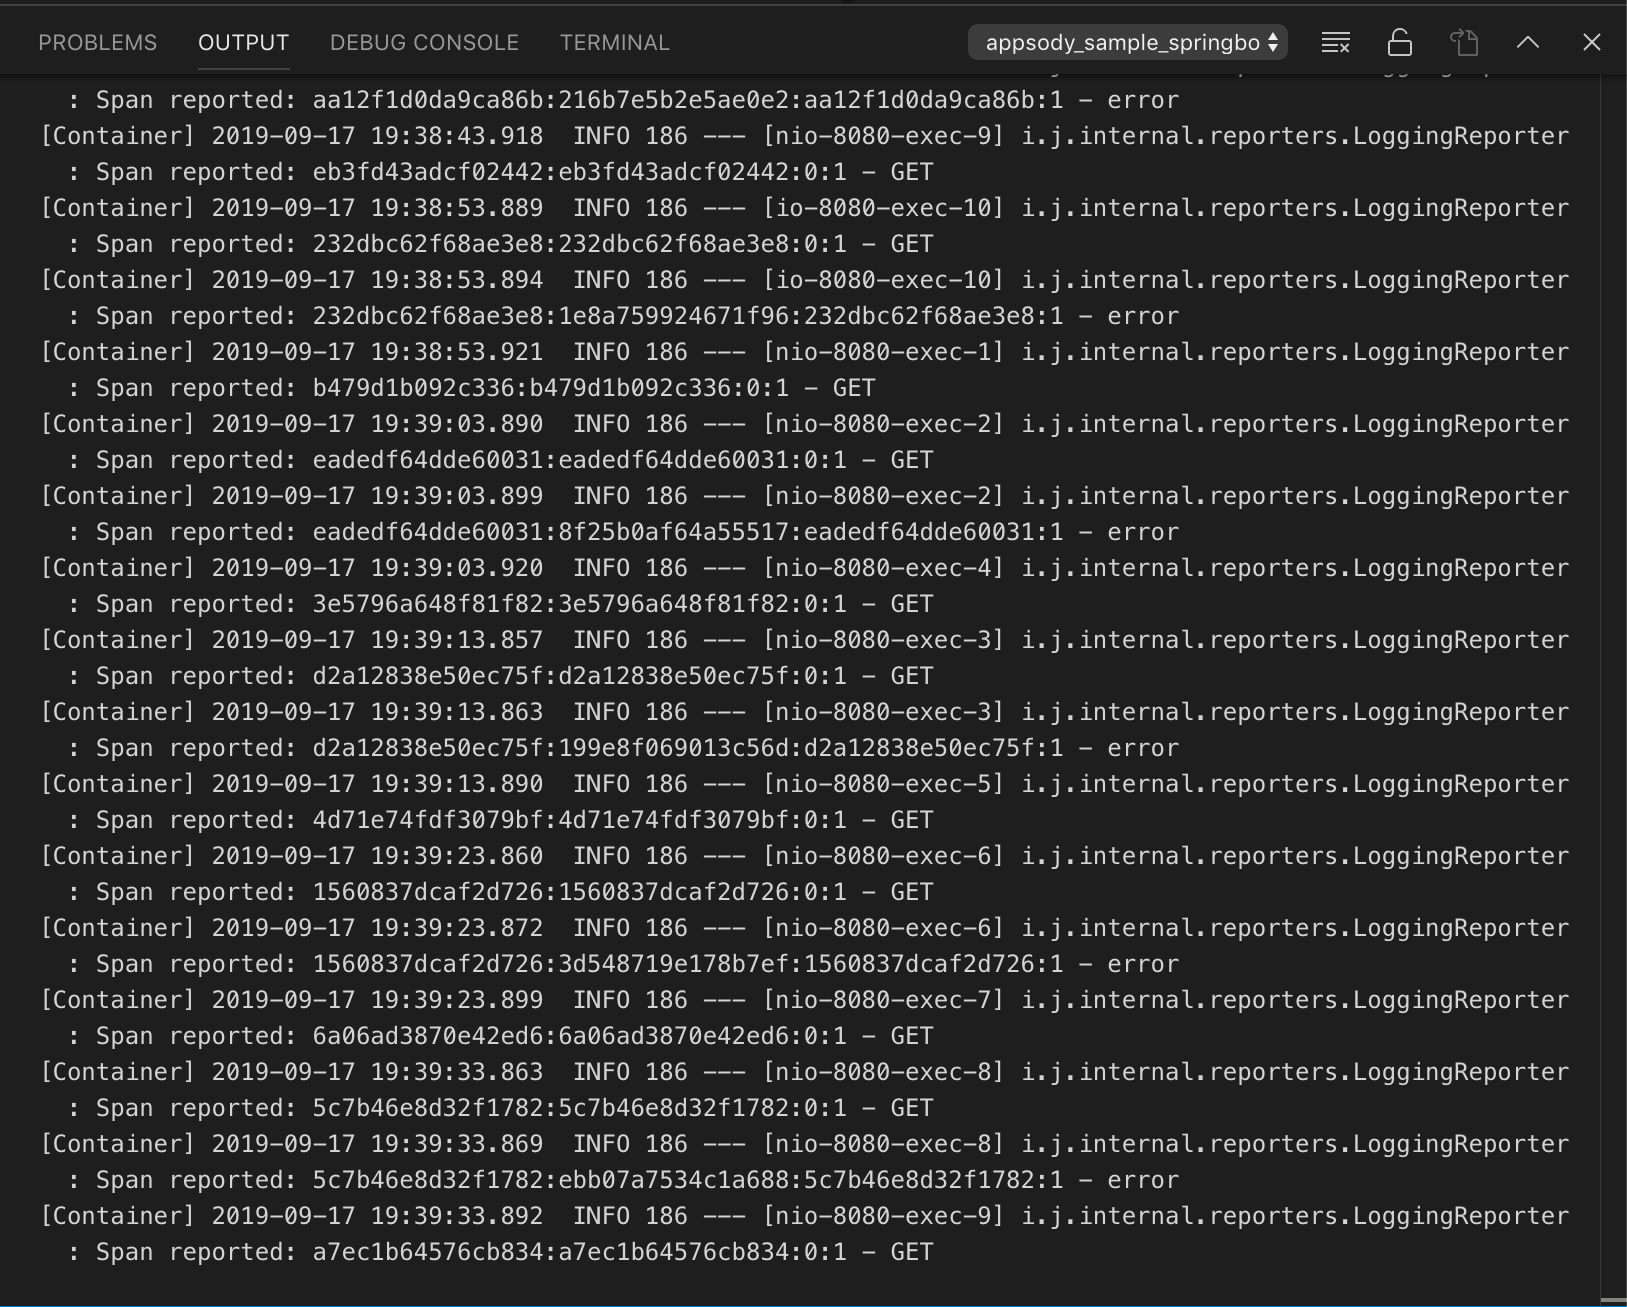 PROBLEMS OUTPUT DEBUG CONSOLE TERMINAL appsody_sample_springbo
: Span reported: aa12f1d0da9ca86b:216b7e5b2e5ae0e2:aa12f1d0da9ca86b:1 - error
[Container] 2019-09-17 19:38:43.918  INFO 186 --- [nio-8080-exec-9] i.j.internal.reporters.LoggingReporter
: Span reported: eb3fd43adcf02442:eb3fd43adcf02442:0:1 - GET
[Container] 2019-09-17 19:38:53.889  INFO 186 --- [io-8080-exec-10] i.j.internal.reporters.LoggingReporter
: Span reported: 232dbc62f68ae3e8:232dbc62f68ae3e8:0:1 - GET
[Container] 2019-09-17 19:38:53.894  INFO 186 --- [io-8080-exec-10] i.j.internal.reporters.LoggingReporter
: Span reported: 232dbc62f68ae3e8:1e8a759924671f96:232dbc62f68ae3e8:1 - error
[Container] 2019-09-17 19:38:53.921  INFO 186 --- [nio-8080-exec-1] i.j.internal.reporters.LoggingReporter
: Span reported: b479d1b092c336:b479d1b092c336:0:1 - GET
[Container] 2019-09-17 19:39:03.890  INFO 186 --- [nio-8080-exec-2] i.j.internal.reporters.LoggingReporter
: Span reported: eadedf64dde60031:eadedf64dde60031:0:1 - GET
[Container] 2019-09-17 19:39:03.899  INFO 186 --- [nio-8080-exec-2] i.j.internal.reporters.LoggingReporter
: Span reported: eadedf64dde60031:8f25b0af64a55517:eadedf64dde60031:1 - error
[Container] 2019-09-17 19:39:03.920  INFO 186 --- [nio-8080-exec-4] i.j.internal.reporters.LoggingReporter
: Span reported: 3e5796a648f81f82:3e5796a648f81f82:0:1 - GET
[Container] 2019-09-17 19:39:13.857  INFO 186 --- [nio-8080-exec-3] i.j.internal.reporters.LoggingReporter
: Span reported: d2a12838e50ec75f:d2a12838e50ec75f:0:1 - GET
[Container] 2019-09-17 19:39:13.863  INFO 186 --- [nio-8080-exec-3] i.j.internal.reporters.LoggingReporter
: Span reported: d2a12838e50ec75f:199e8f069013c56d:d2a12838e50ec75f:1 - error
[Container] 2019-09-17 19:39:13.890  INFO 186 --- [nio-8080-exec-5] i.j.internal.reporters.LoggingReporter
: Span reported: 4d71e74fdf3079bf:4d71e74fdf3079bf:0:1 - GET
[Container] 2019-09-17 19:39:23.860  INFO 186 --- [nio-8080-exec-6] i.j.internal.reporters.LoggingReporter
: Span reported: 1560837dcaf2d726:1560837dcaf2d726:0:1 - GET
[Container] 2019-09-17 19:39:23.872  INFO 186 --- [nio-8080-exec-6] i.j.internal.reporters.LoggingReporter
: Span reported: 1560837dcaf2d726:3d548719e178b7ef:1560837dcaf2d726:1 - error
[Container] 2019-09-17 19:39:23.899  INFO 186 --- [nio-8080-exec-7] i.j.internal.reporters.LoggingReporter
: Span reported: 6a06ad3870e42ed6:6a06ad3870e42ed6:0:1 - GET
[Container] 2019-09-17 19:39:33.863  INFO 186 --- [nio-8080-exec-8] i.j.internal.reporters.LoggingReporter
: Span reported: 5c7b46e8d32f1782:5c7b46e8d32f1782:0:1 - GET
[Container] 2019-09-17 19:39:33.869  INFO 186 --- [nio-8080-exec-8] i.j.internal.reporters.LoggingReporter
: Span reported: 5c7b46e8d32f1782:ebb07a7534c1a688:5c7b46e8d32f1782:1 - error
[Container] 2019-09-17 19:39:33.892  INFO 186 --- [nio-8080-exec-9] i.j.internal.reporters.LoggingReporter
: Span reported: a7ec1b64576cb834:a7ec1b64576cb834:0:1 - GET